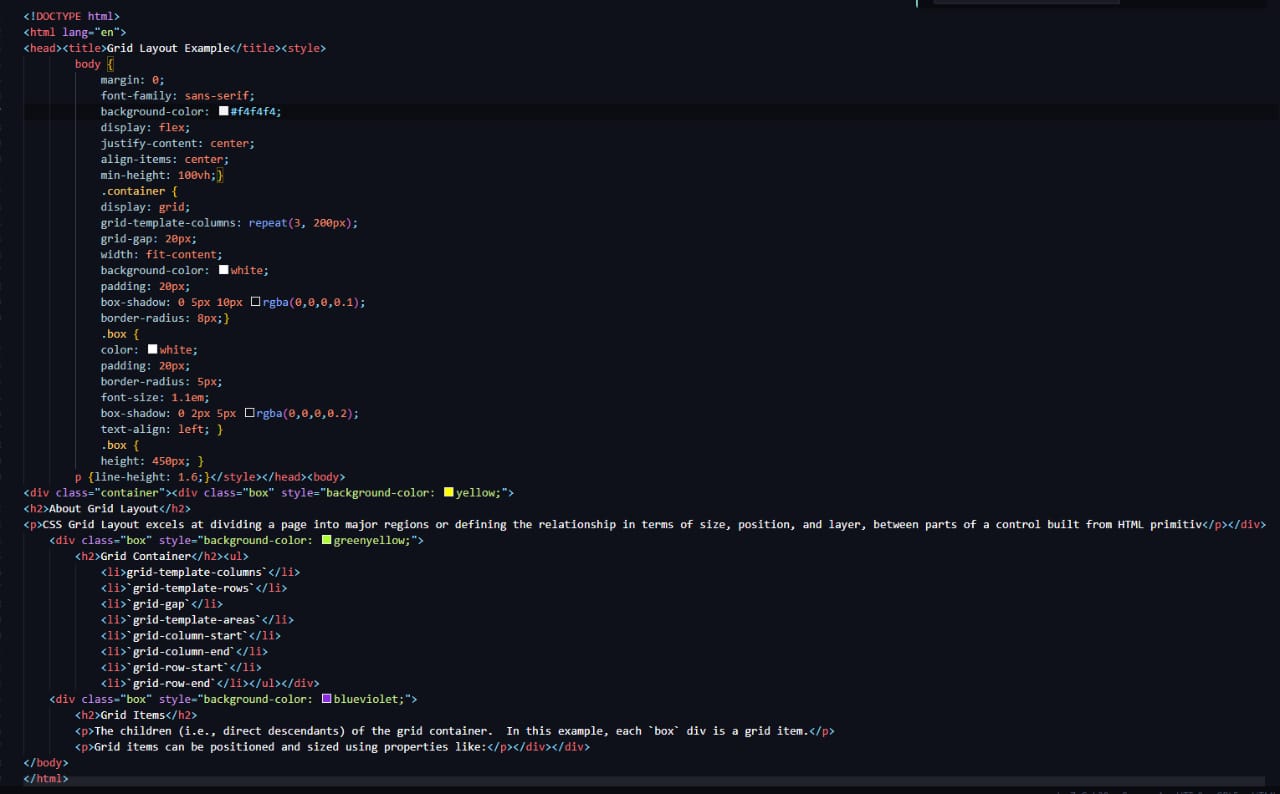 <!DOCTYPE html>
<html lang="en">
<head><title>Grid Layout Example</title><style>
body {
margin: 0;
font-family: sans-serif;
background-color: #f4f4f4;
display: flex;
justify-content: center;
align-items: center;
min-height: 100vh;}
.container {
display: grid;
grid-template-columns: repeat(3, 200px);
grid-gap: 20px;
width: fit-content;
background-color: white;
padding: 20px;
box-shadow: 0 5px 10px rgba(0,0,0,0.1);
border-radius: 8px;}
.box {
color: white;
padding: 20px;
border-radius: 5px;
font-size: 1.1em;
box-shadow: 0 2px 5px rgba(0,0,0,0.2);
text-align: left; }
.box {
height: 450px; }
p {line-height: 1.6;}</style></head><body>
<div class="container"><div class="box" style="background-color: yellow;">
<h2>About Grid Layout</h2>
<p>CSS Grid Layout excels at dividing a page into major regions or defining the relationship in terms of size, position, and layer, between parts of a control built from HTML primitiv</p></div>
<div class="box" style="background-color: greenyellow;">
<h2>Grid Container</h2><ul>
<li>grid-template-columns`</li>
<li>`grid-template-rows`</li>
<li>`grid-gap`</li>
<li>`grid-template-areas`</li>
<li>`grid-column-start`</li>
<li>`grid-column-end`</li>
<li>`grid-row-start`</li>
<li>`grid-row-end`</li></ul></div>
<div class="box" style="background-color: blueviolet;">
<h2>Grid Items</h2>
<p>The children (i.e., direct descendants) of the grid container.  In this example, each `box` div is a grid item.</p>
<p>Grid items can be positioned and sized using properties like:</p></div></div>
</body>
</html>